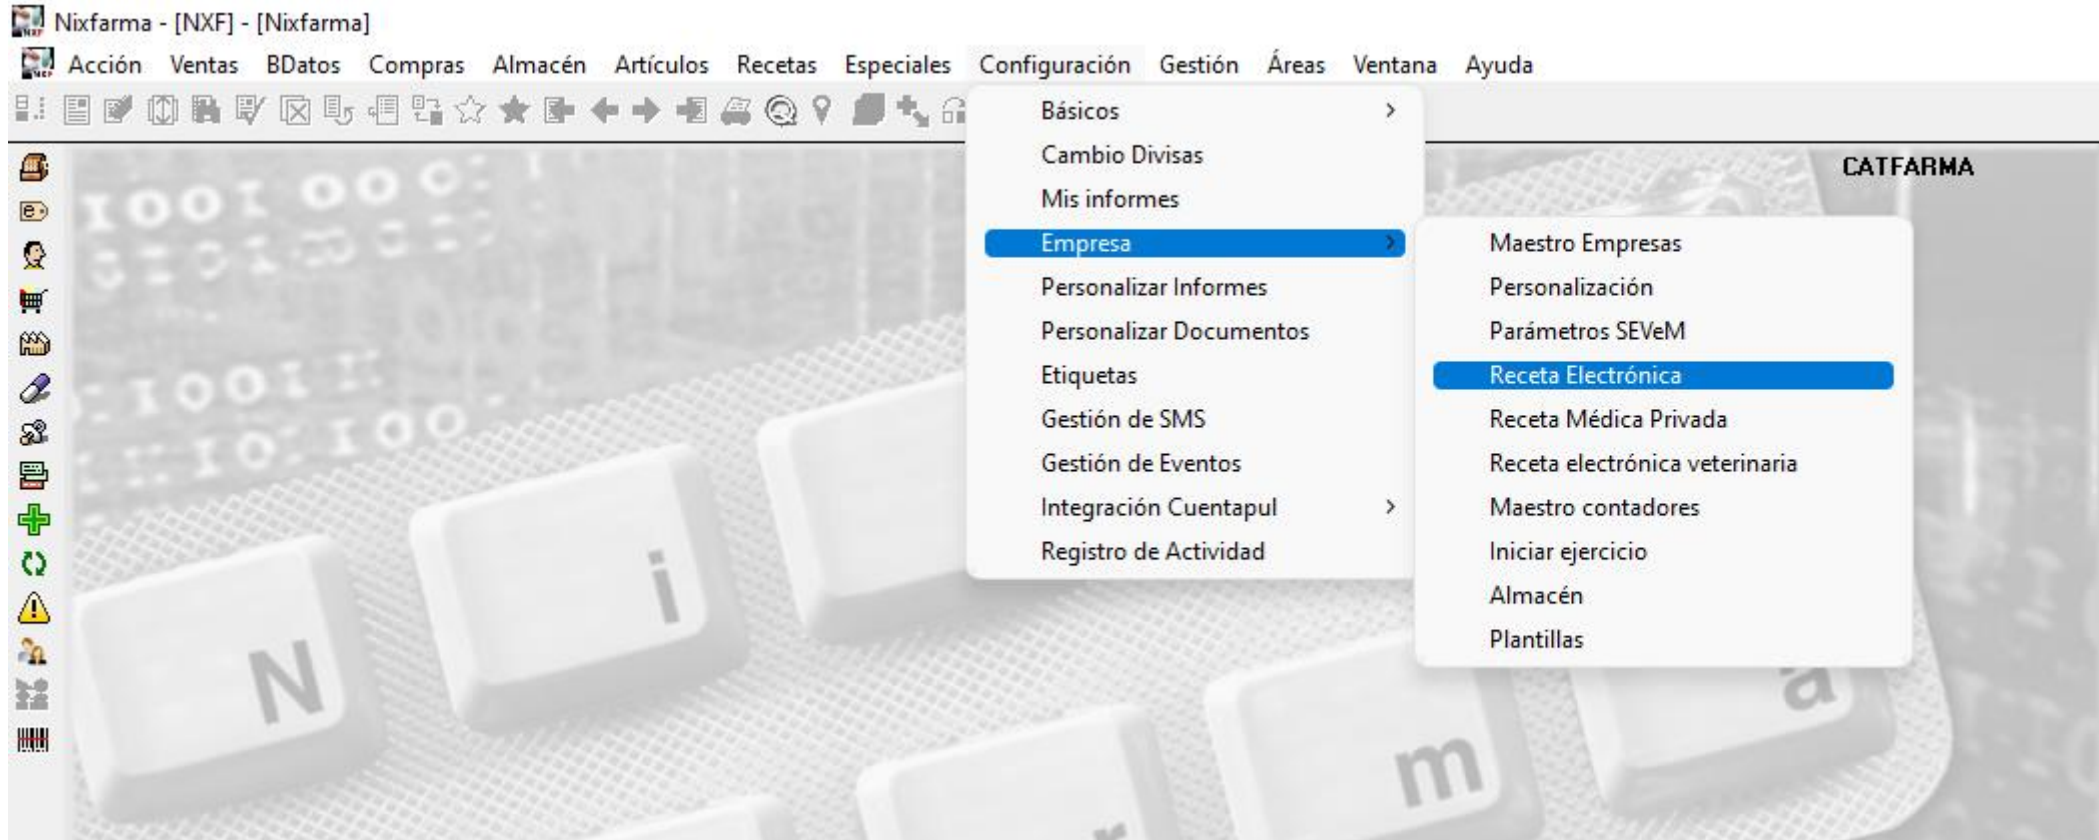 Nixfarma - [NXF] - [Nixfarma]
Acción Ventas BDatos Compras Almacén Artículos Recetas Especiales Configuración Gestión Áreas Ventana Ayuda
Básicos
Cambio Divisas
Mis informes
Empresa
Personalizar Informes
Personalizar Documentos
Etiquetas
Gestión de SMS
Gestión de Eventos
Integración Cuentapul
Registro de Actividad
Maestro Empresas
Personalización
Parámetros SEVeM
Receta Electrónica
Receta Médica Privada
Receta electrónica veterinaria
Maestro contadores
Iniciar ejercicio
Almacén
Plantillas
CATFARMA
N i
r m a